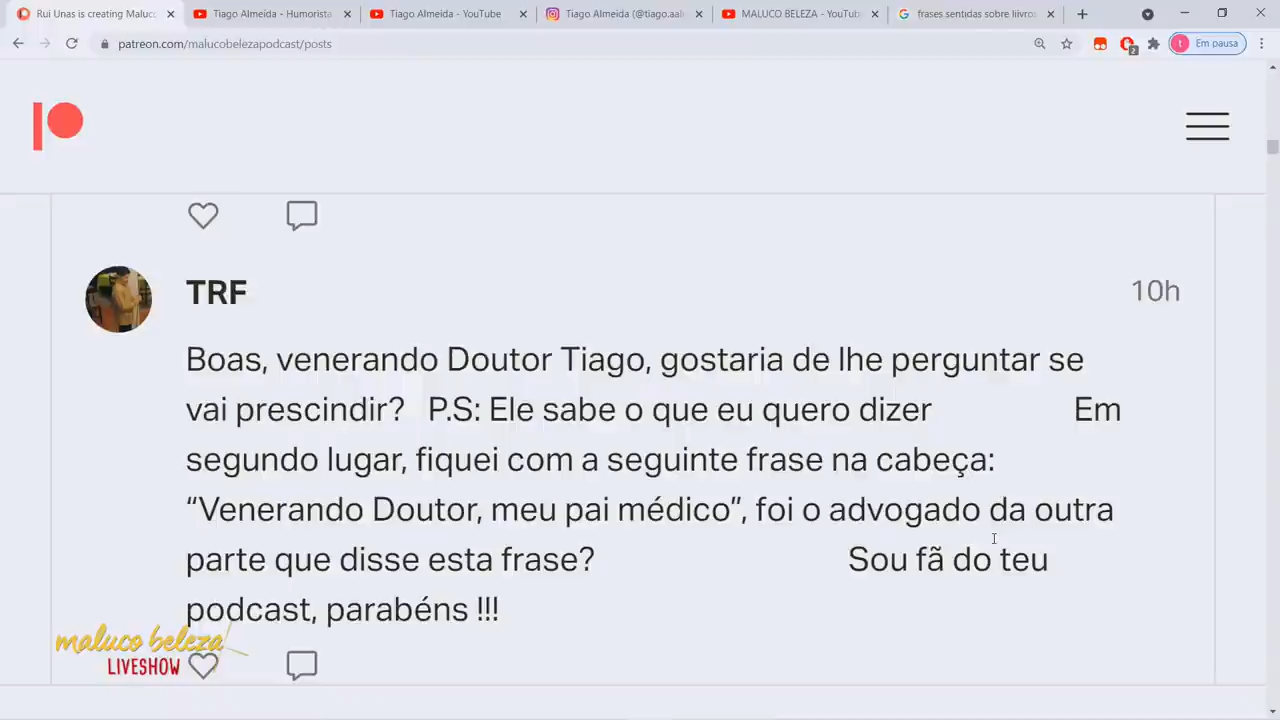 Rui Unas is creating Maluco
Tiago Almeida - Humorista
Tiago Almeida - YouTube
Tiago Almeida (@tiago.aal
MALUCO BELEZA - YouTub
frases sentidas sobre liivros
patreon.com/malucobelezapodcast/posts
2
t
Em pausa
TRF
10h
Boas, venerando Doutor Tiago, gostaria de lhe perguntar se
vai prescindir? P.S: Ele sabe o que eu quero dizer Em
segundo lugar, fiquei com a seguinte frase na cabeça:
“Venerando Doutor, meu pai médico”, foi o advogado da outra
parte que disse esta frase? Sou fã do teu
podcast, parabéns !!!
maluco beleza
LIVESHOW